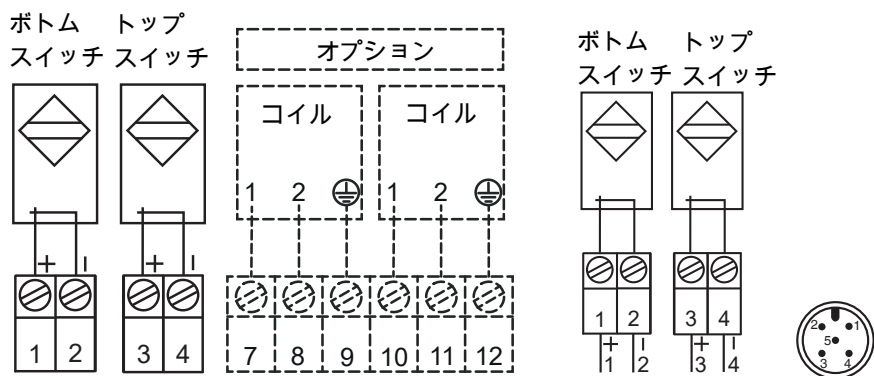 ボトム トップ
スイッチ スイッチ
オプション
コイル コイル
1 2 1 2
+ - + -
1 2 3 4 7 8 9 10 11 12
ボトム トップ
スイッチ スイッチ
1 2 3 4
+ - + -
1 2 3 4
2 1
5
3 4